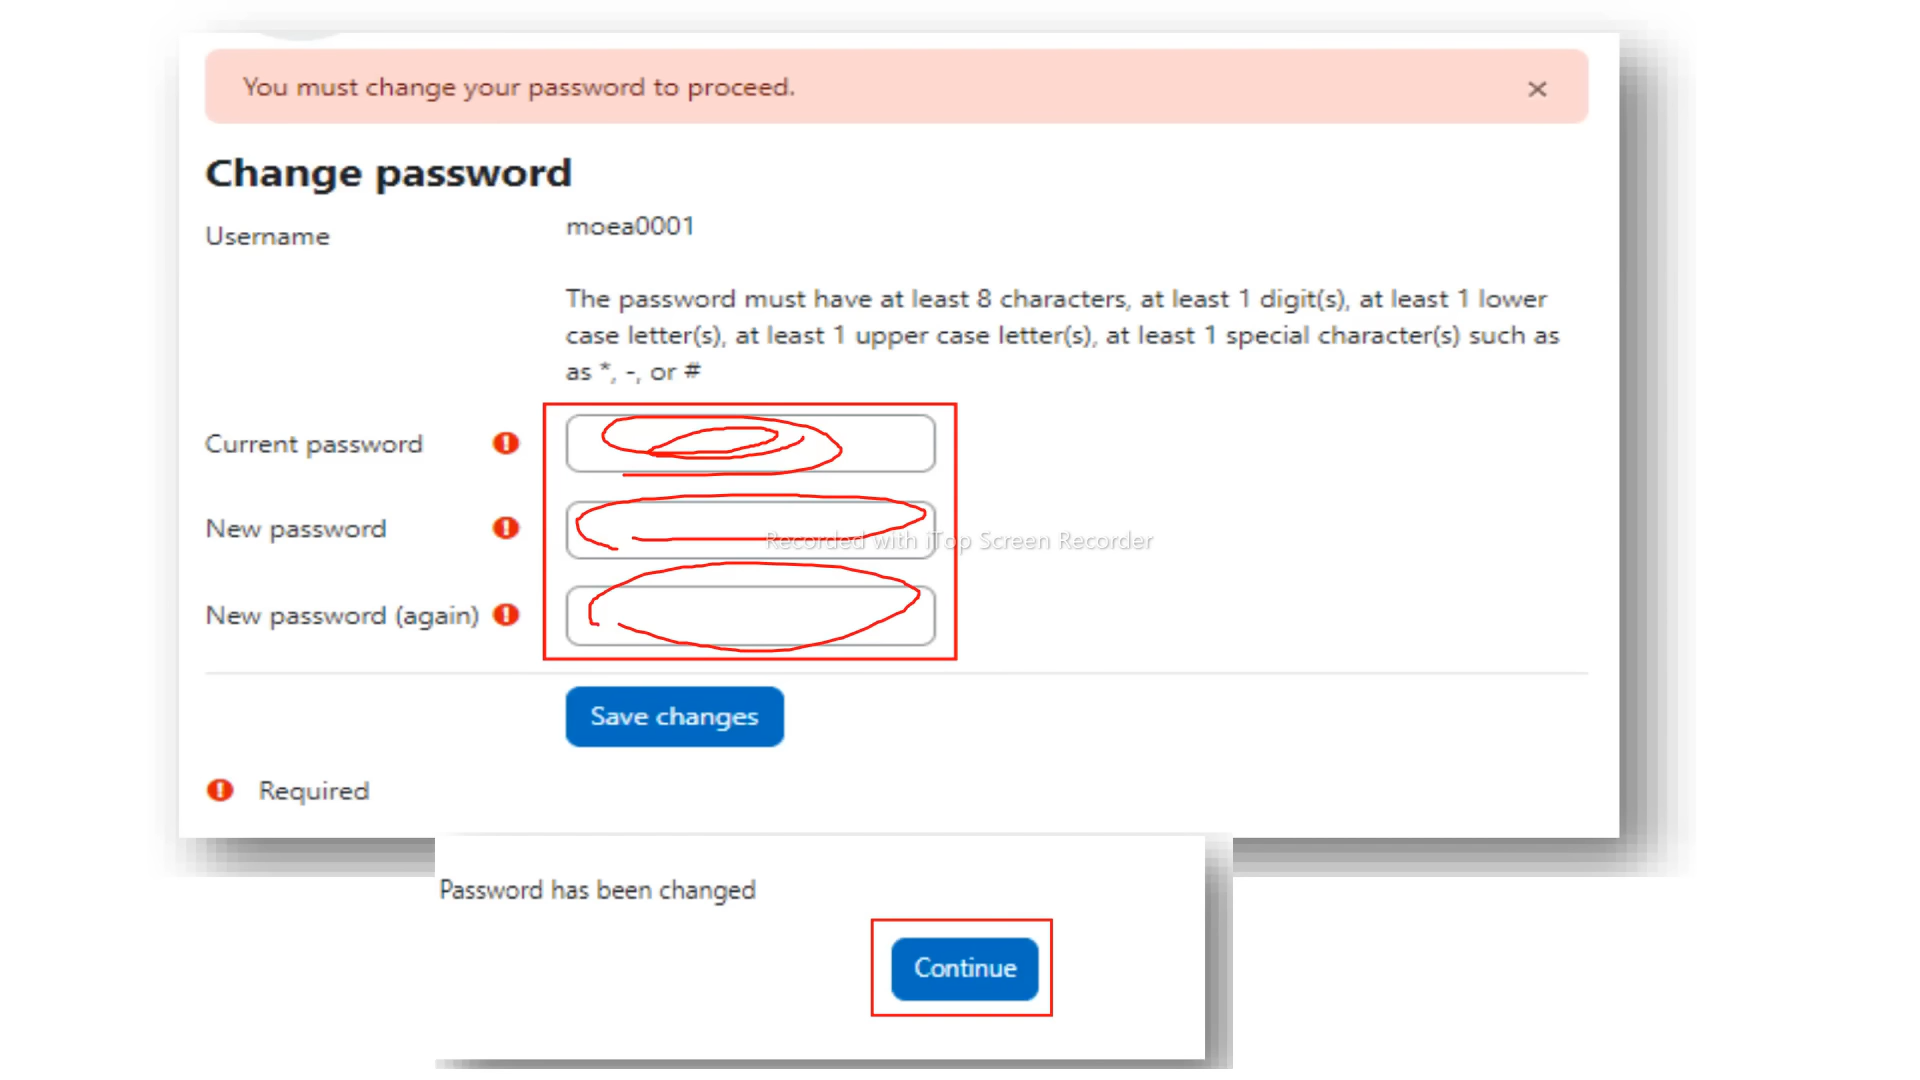 You must change your password to proceed.
×
Change password
Username
moea0001
The password must have at least 8 characters, at least 1 digit(s), at least 1 lower
case letter(s), at least 1 upper case letter(s), at least 1 special character(s) such as
as *, -, or #
Current password
New password
Recorded with iTop Screen Recorder
New password (again)
Save changes
Required
Password has been changed
Continue